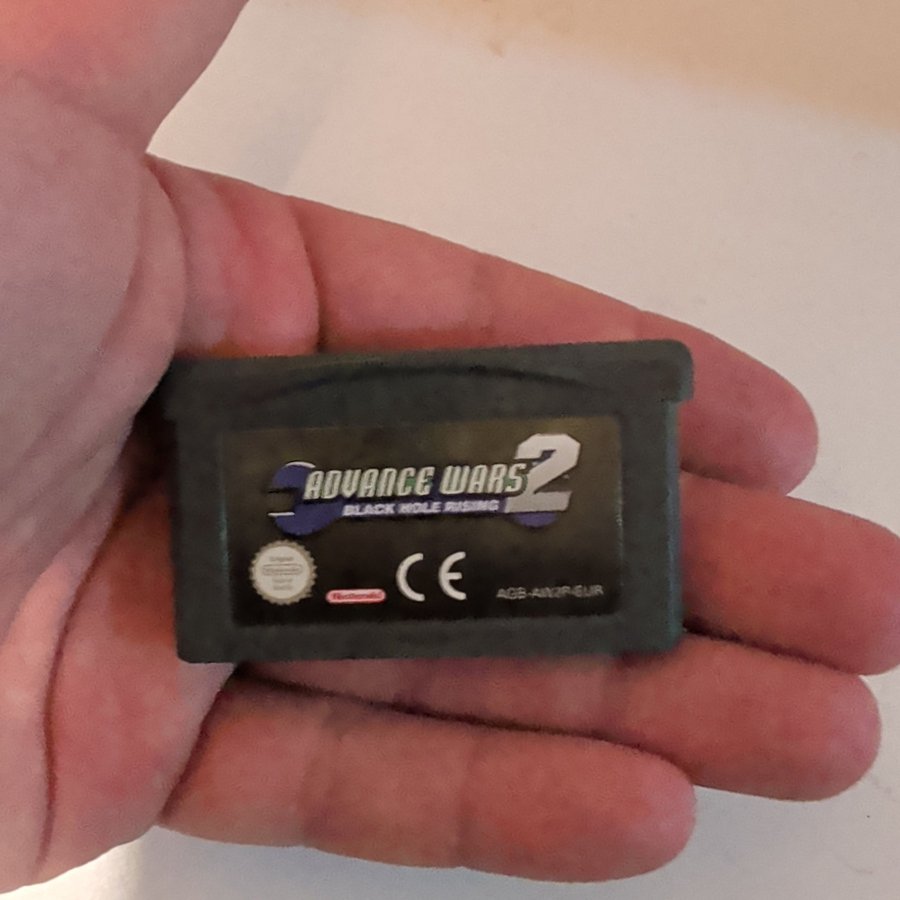 ADVANCE WARS 2
BLACK HOLE RISING
Nintendo
CE
AGB-AW2P-EUR